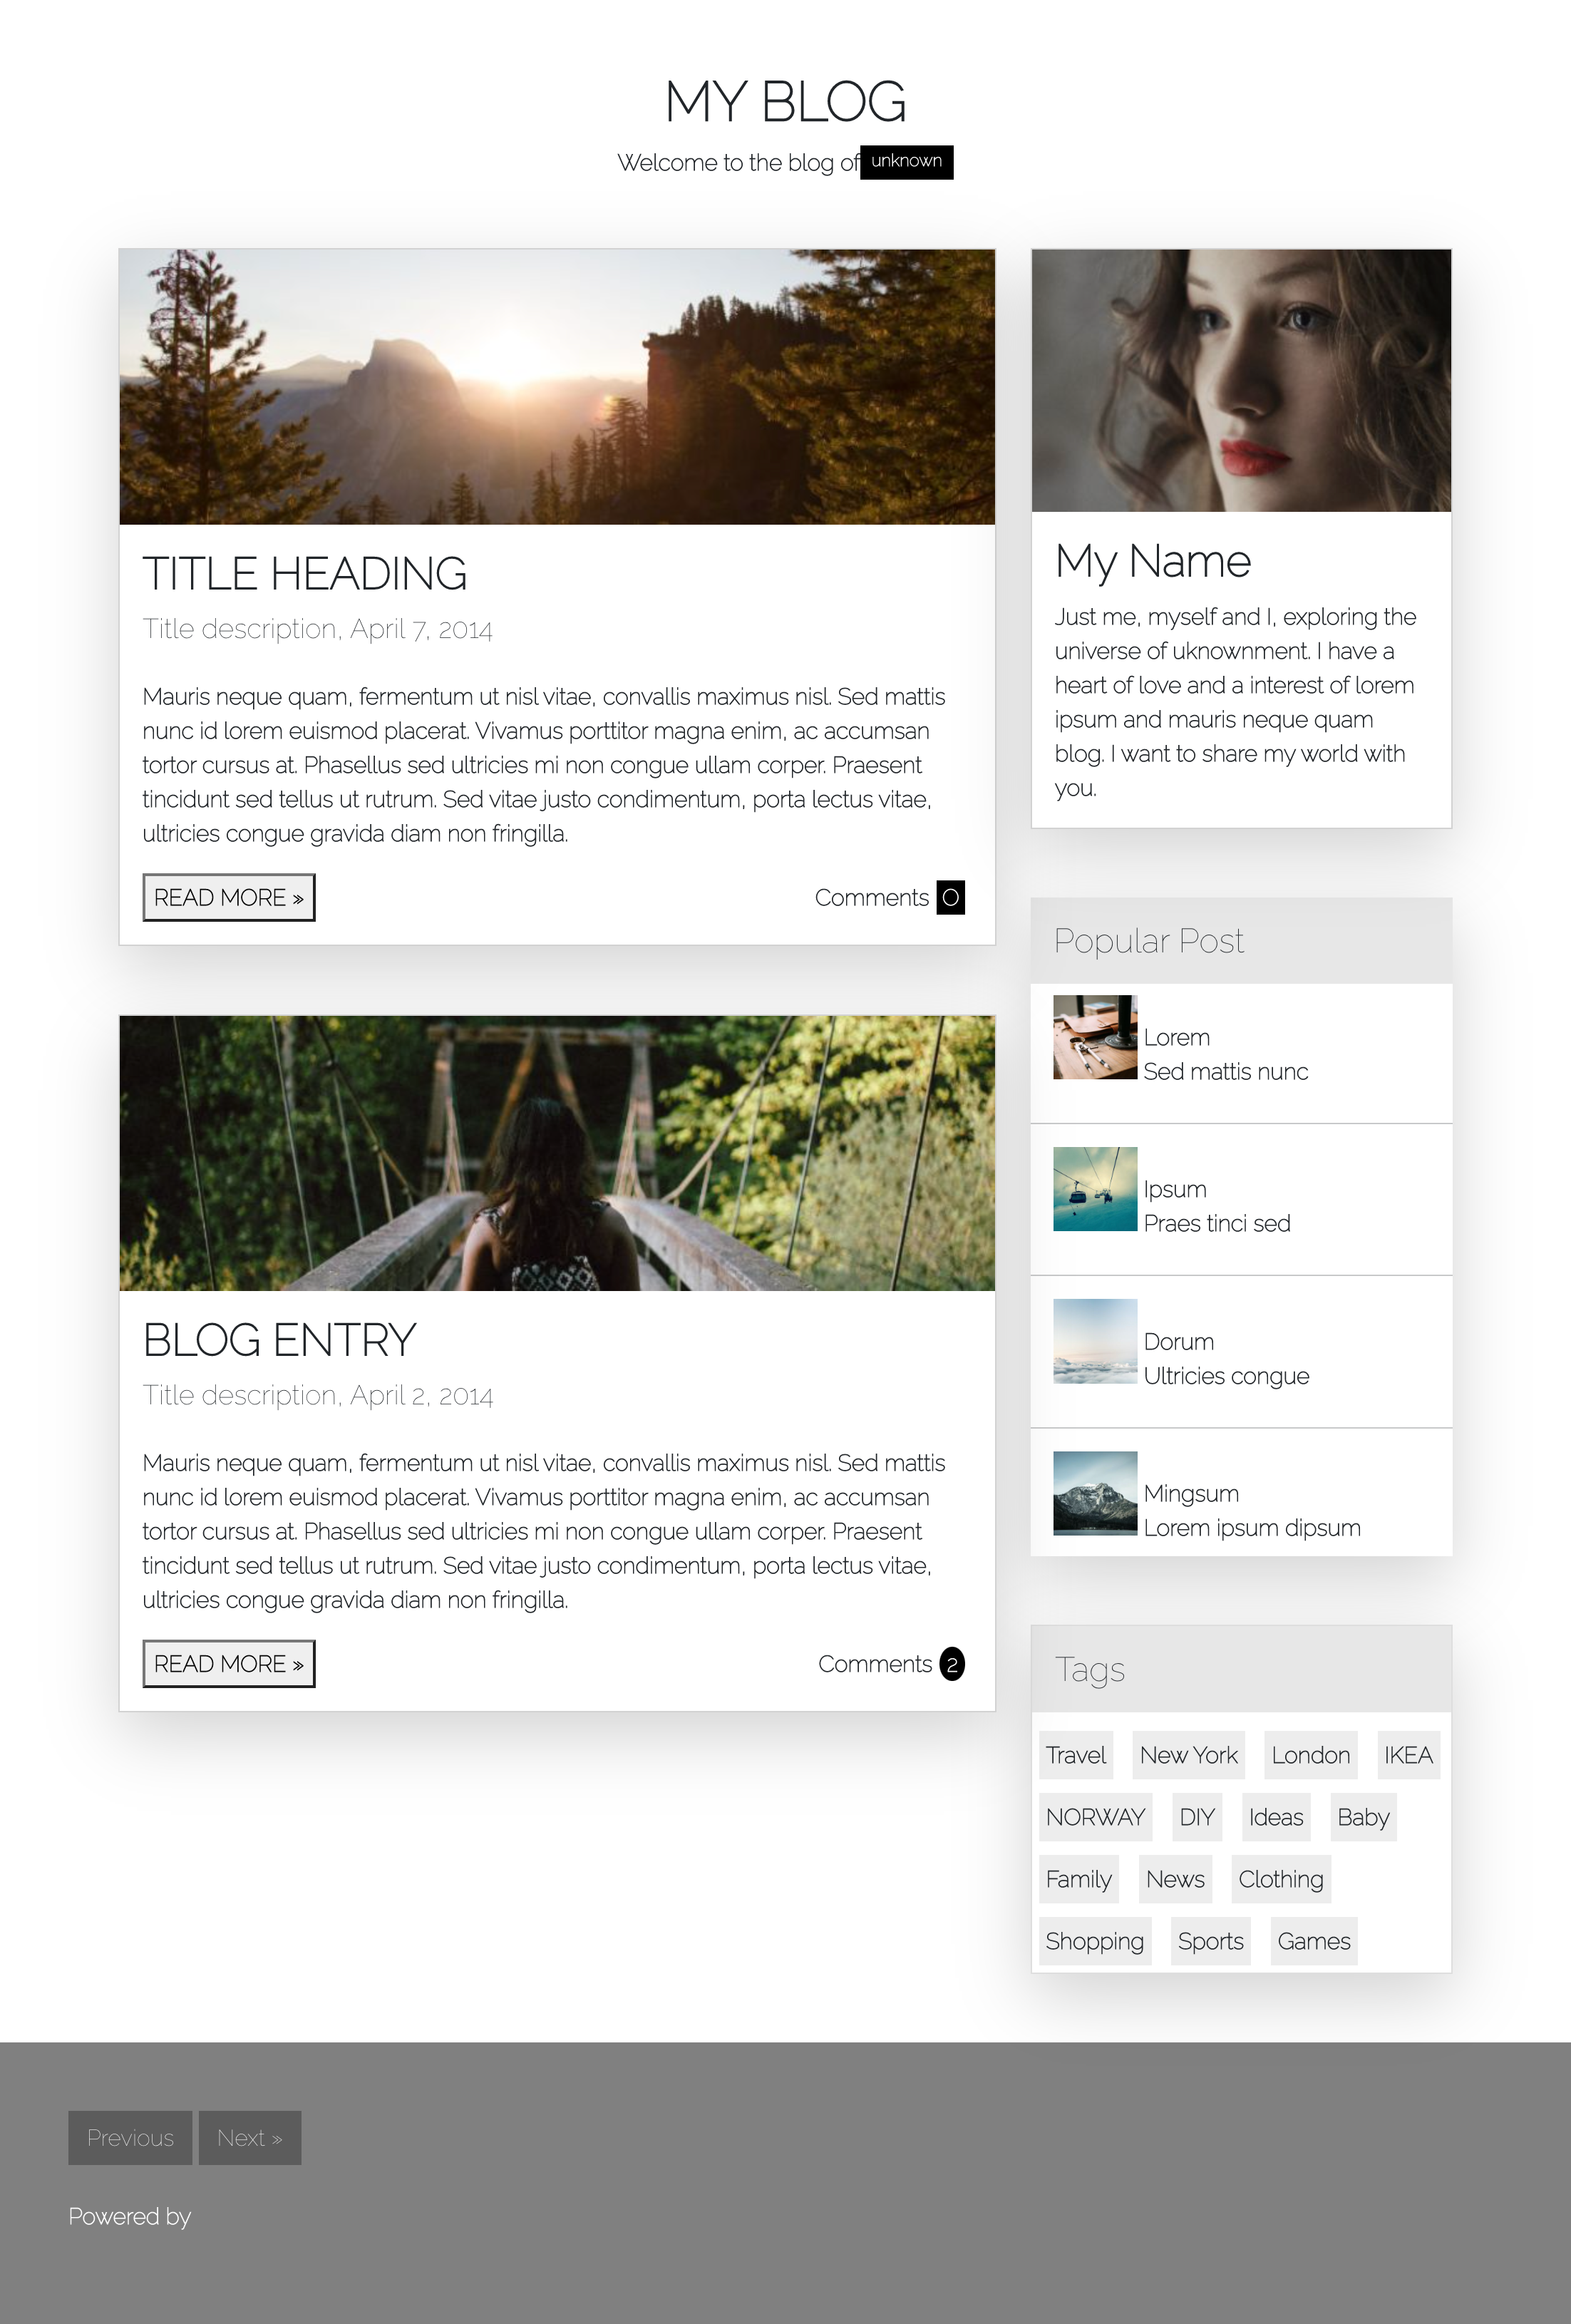 MY BLOG
Welcome to the blog of unknown
TITLE HEADING
Title description, April 7, 2014
Mauris neque quam, fermentum ut nisl vitae, convallis maximus nisl. Sed mattis
nunc id lorem euismod placerat. Vivamus porttitor magna enim, ac accumsan
tortor cursus at. Phasellus sed ultricies mi non congue ullam corper. Praesent
tincidunt sed tellus ut rutrum. Sed vitae justo condimentum, porta lectus vitae,
ultricies congue gravida diam non fringilla.
READ MORE »
Comments 0
BLOG ENTRY
Title description, April 2, 2014
Mauris neque quam, fermentum ut nisl vitae, convallis maximus nisl. Sed mattis
nunc id lorem euismod placerat. Vivamus porttitor magna enim, ac accumsan
tortor cursus at. Phasellus sed ultricies mi non congue ullam corper. Praesent
tincidunt sed tellus ut rutrum. Sed vitae justo condimentum, porta lectus vitae,
ultricies congue gravida diam non fringilla.
READ MORE »
Comments 2
My Name
Just me, myself and I, exploring the
universe of uknownment. I have a
heart of love and a interest of lorem
ipsum and mauris neque quam
blog. I want to share my world with
you.
Popular Post
Lorem
Sed mattis nunc
Ipsum
Praes tinci sed
Dorum
Ultricies congue
Mingsum
Lorem ipsum dipsum
Tags
Travel New York London IKEA
NORWAY DIY Ideas Baby
Family News Clothing
Shopping Sports Games
Previous Next »
Powered by